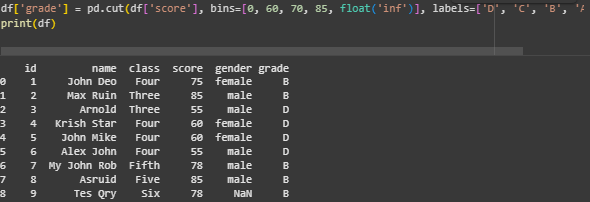 df['grade'] = pd.cut(df['score'], bins=[0, 60, 70, 85, float('inf')], labels=['D', 'C', 'B', '
print(df)
id name class score gender grade
0 1 John Deo Four 75 female B
1 2 Max Ruin Three 85 male B
2 3 Arnold Three 55 male D
3 4 Krish Star Four 60 female D
4 5 John Mike Four 60 female D
5 6 Alex John Four 55 male D
6 7 My John Rob Fifth 78 male B
7 8 Asruid Five 85 male B
8 9 Tes Qry Six 78 NaN B